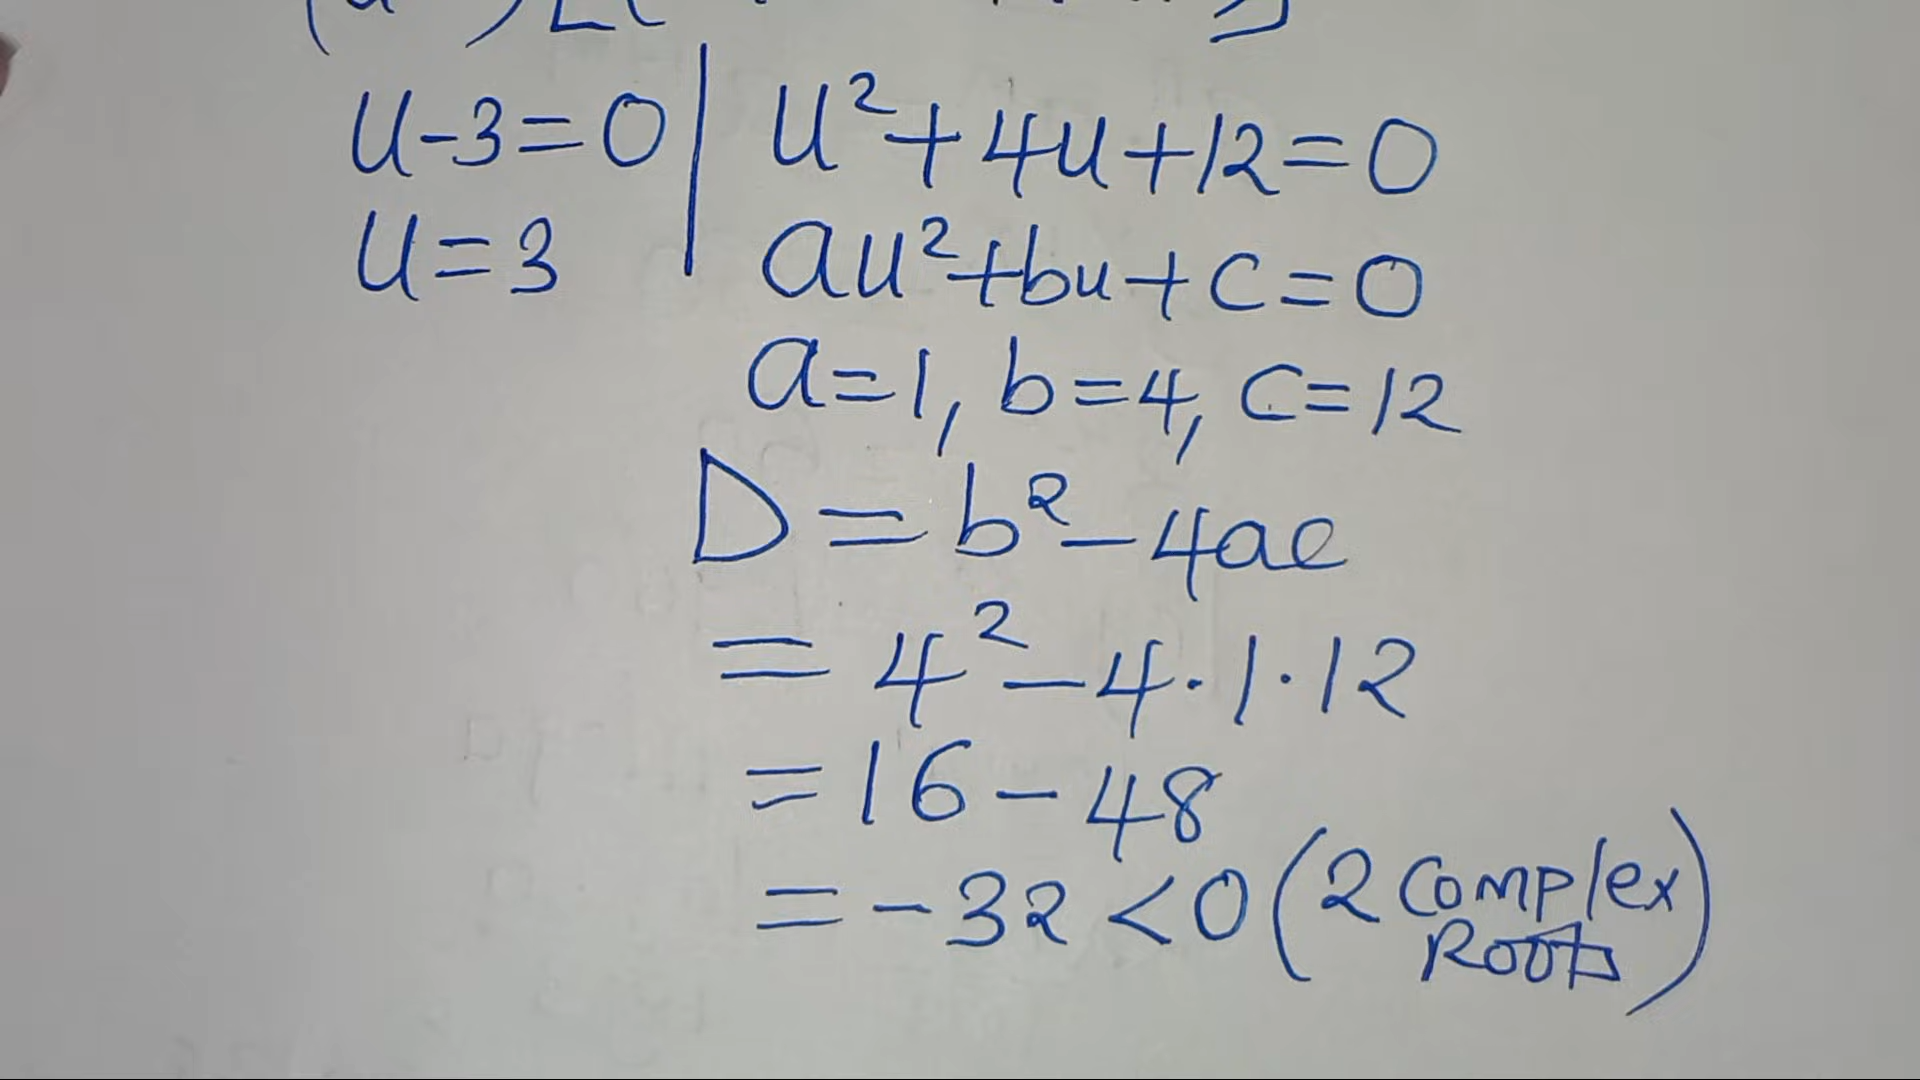 u-3=0 | u²+4u+12=0
u=3 | au²+bu+c=0
a=1, b=4, c=12
D=b²-4ac
=4²-4·1·12
=16-48
=-32<0 (2 Complex Roots)